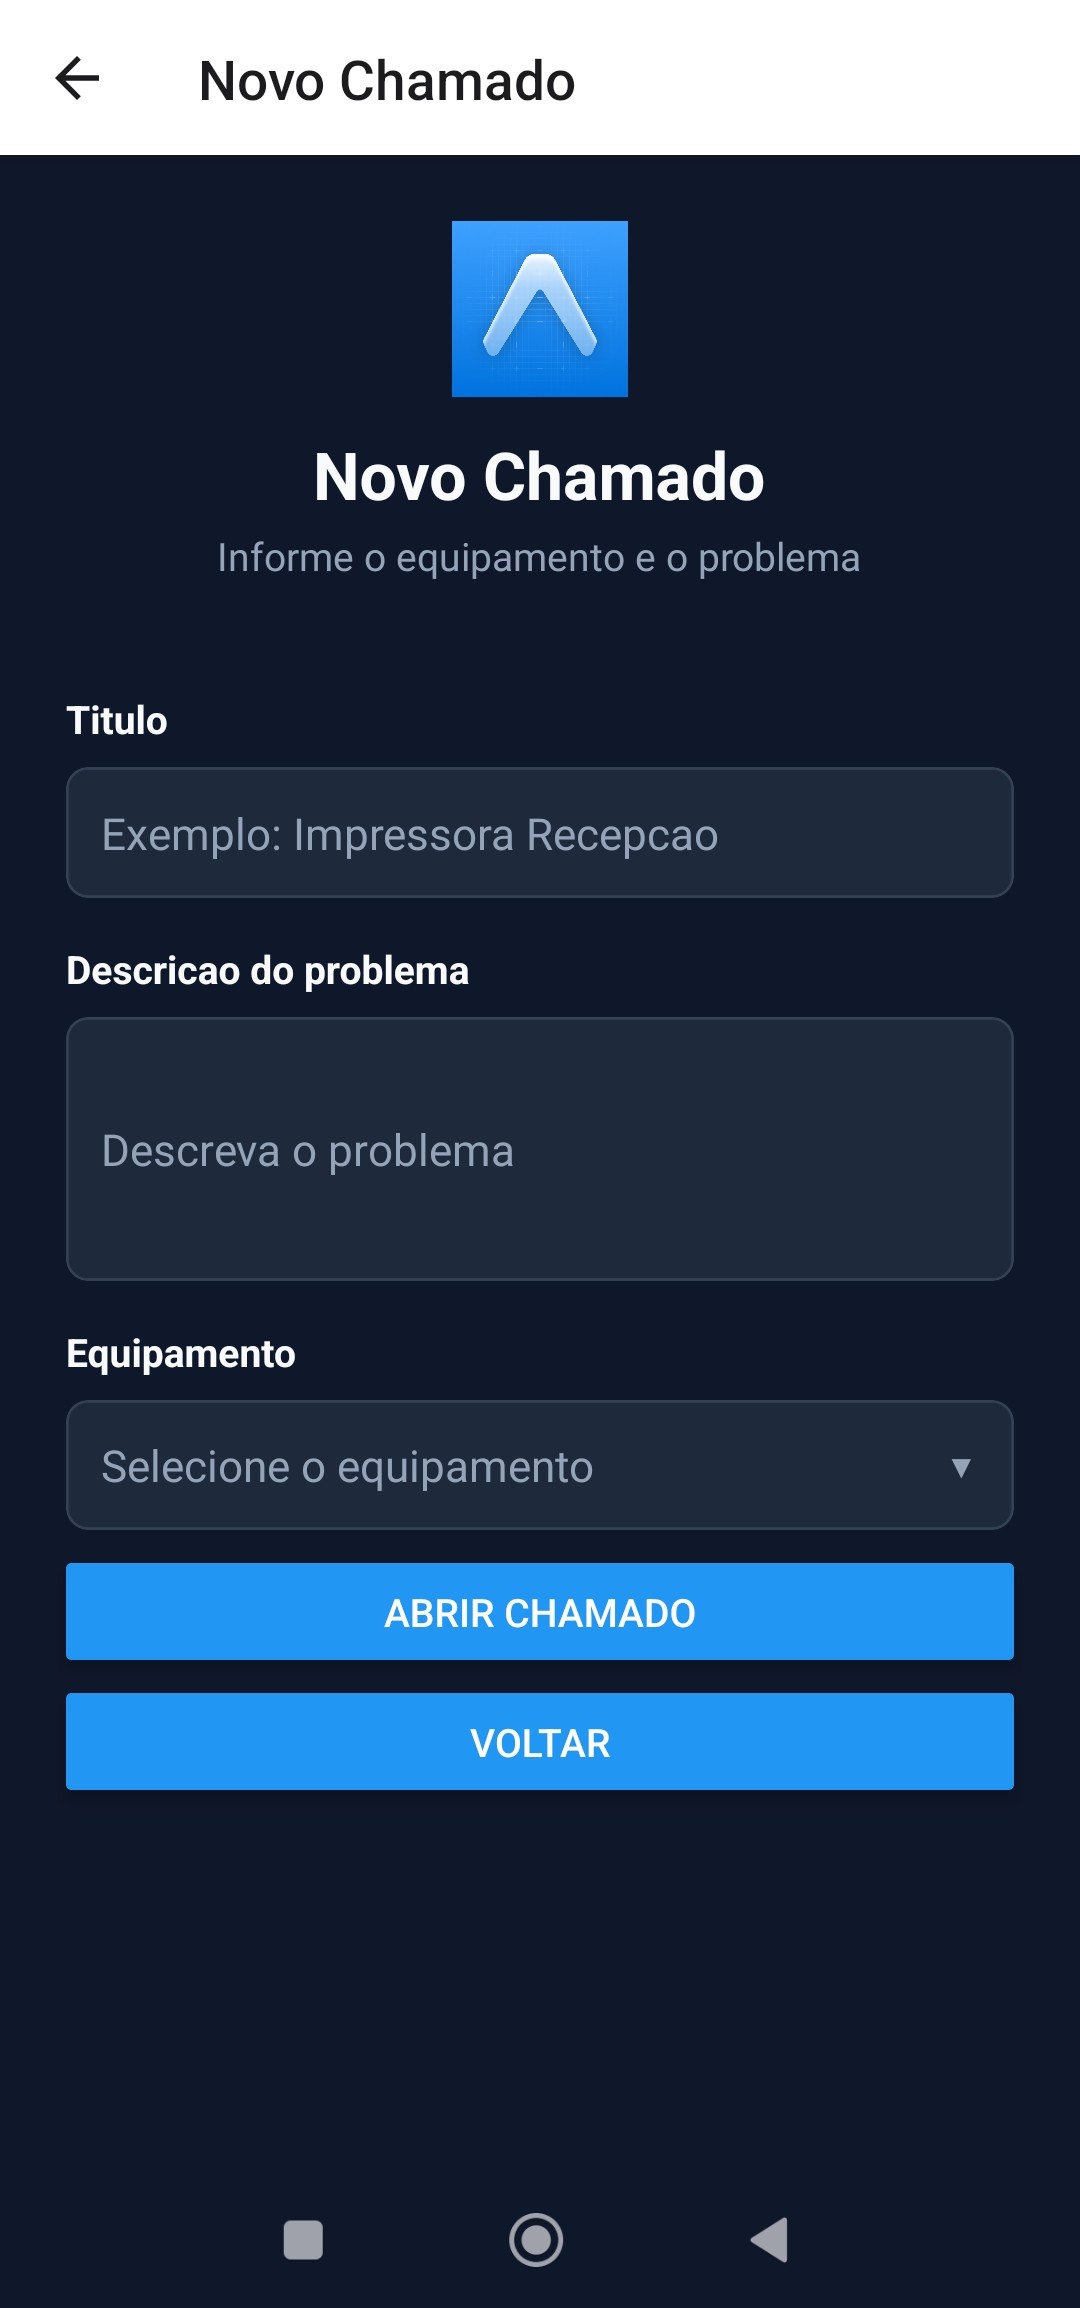 Novo Chamado
Novo Chamado
Informe o equipamento e o problema
Titulo
Exemplo: Impressora Recepcao
Descricao do problema
Descreva o problema
Equipamento
Selecione o equipamento
ABRIR CHAMADO
VOLTAR